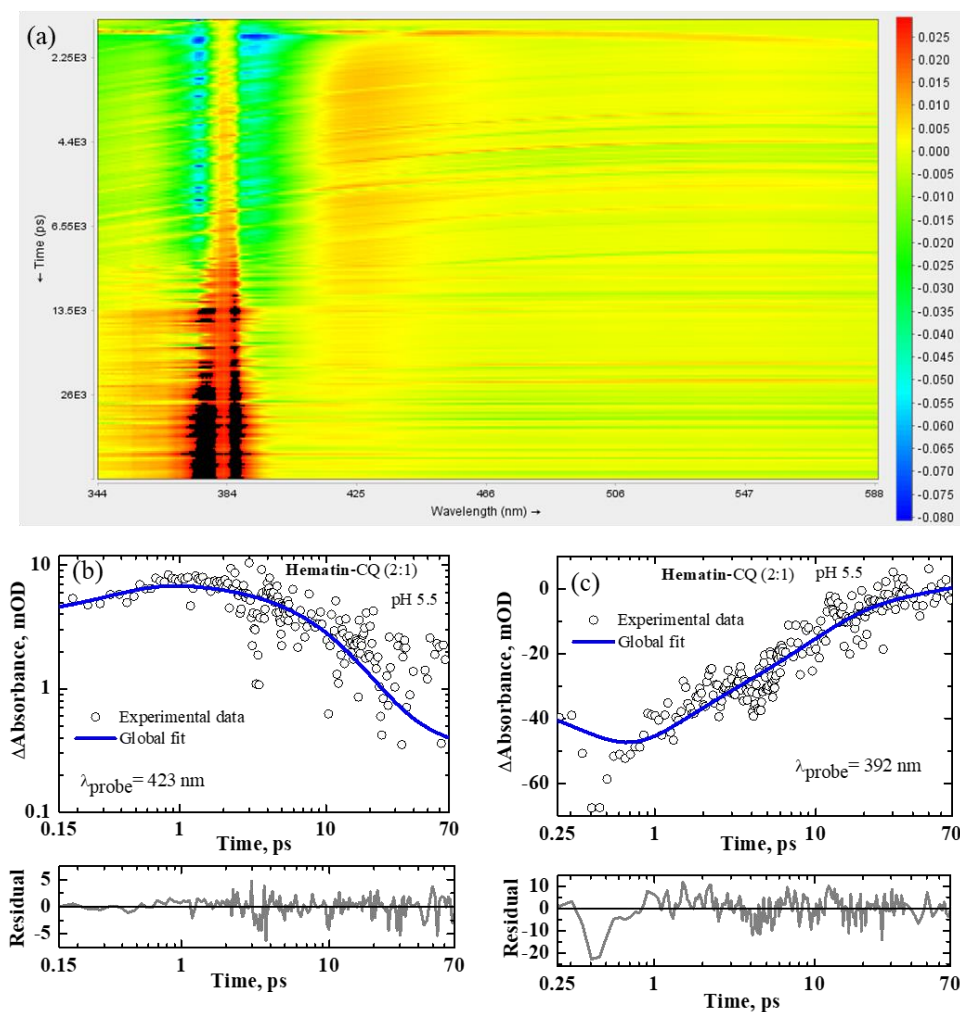 (a)
2.25E3
4.4E3
6.55E3
13.5E3
26E3
← Time (ps)
344 384 425 466 506 547 588
Wavelength (nm) →
0.025
0.020
0.015
0.010
0.005
0.000
-0.005
-0.010
-0.015
-0.020
-0.025
-0.030
-0.035
-0.040
-0.045
-0.050
-0.055
-0.060
-0.065
-0.070
-0.075
-0.080
(b)
Hematin-CQ (2:1)
pH 5.5
Experimental data
Global fit
λprobe= 423 nm
ΔAbsorbance, mOD
10
1
0.1
0.15 1 10 70
Time, ps
Residual
5
0
-5
0.15 1 10 70
Time, ps
(c)
Hematin-CQ (2:1) pH 5.5
Experimental data
Global fit
λprobe= 392 nm
ΔAbsorbance, mOD
0
-20
-40
-60
0.25 1 10 70
Time, ps
Residual
10
0
-10
-20
0.25 1 10 70
Time, ps